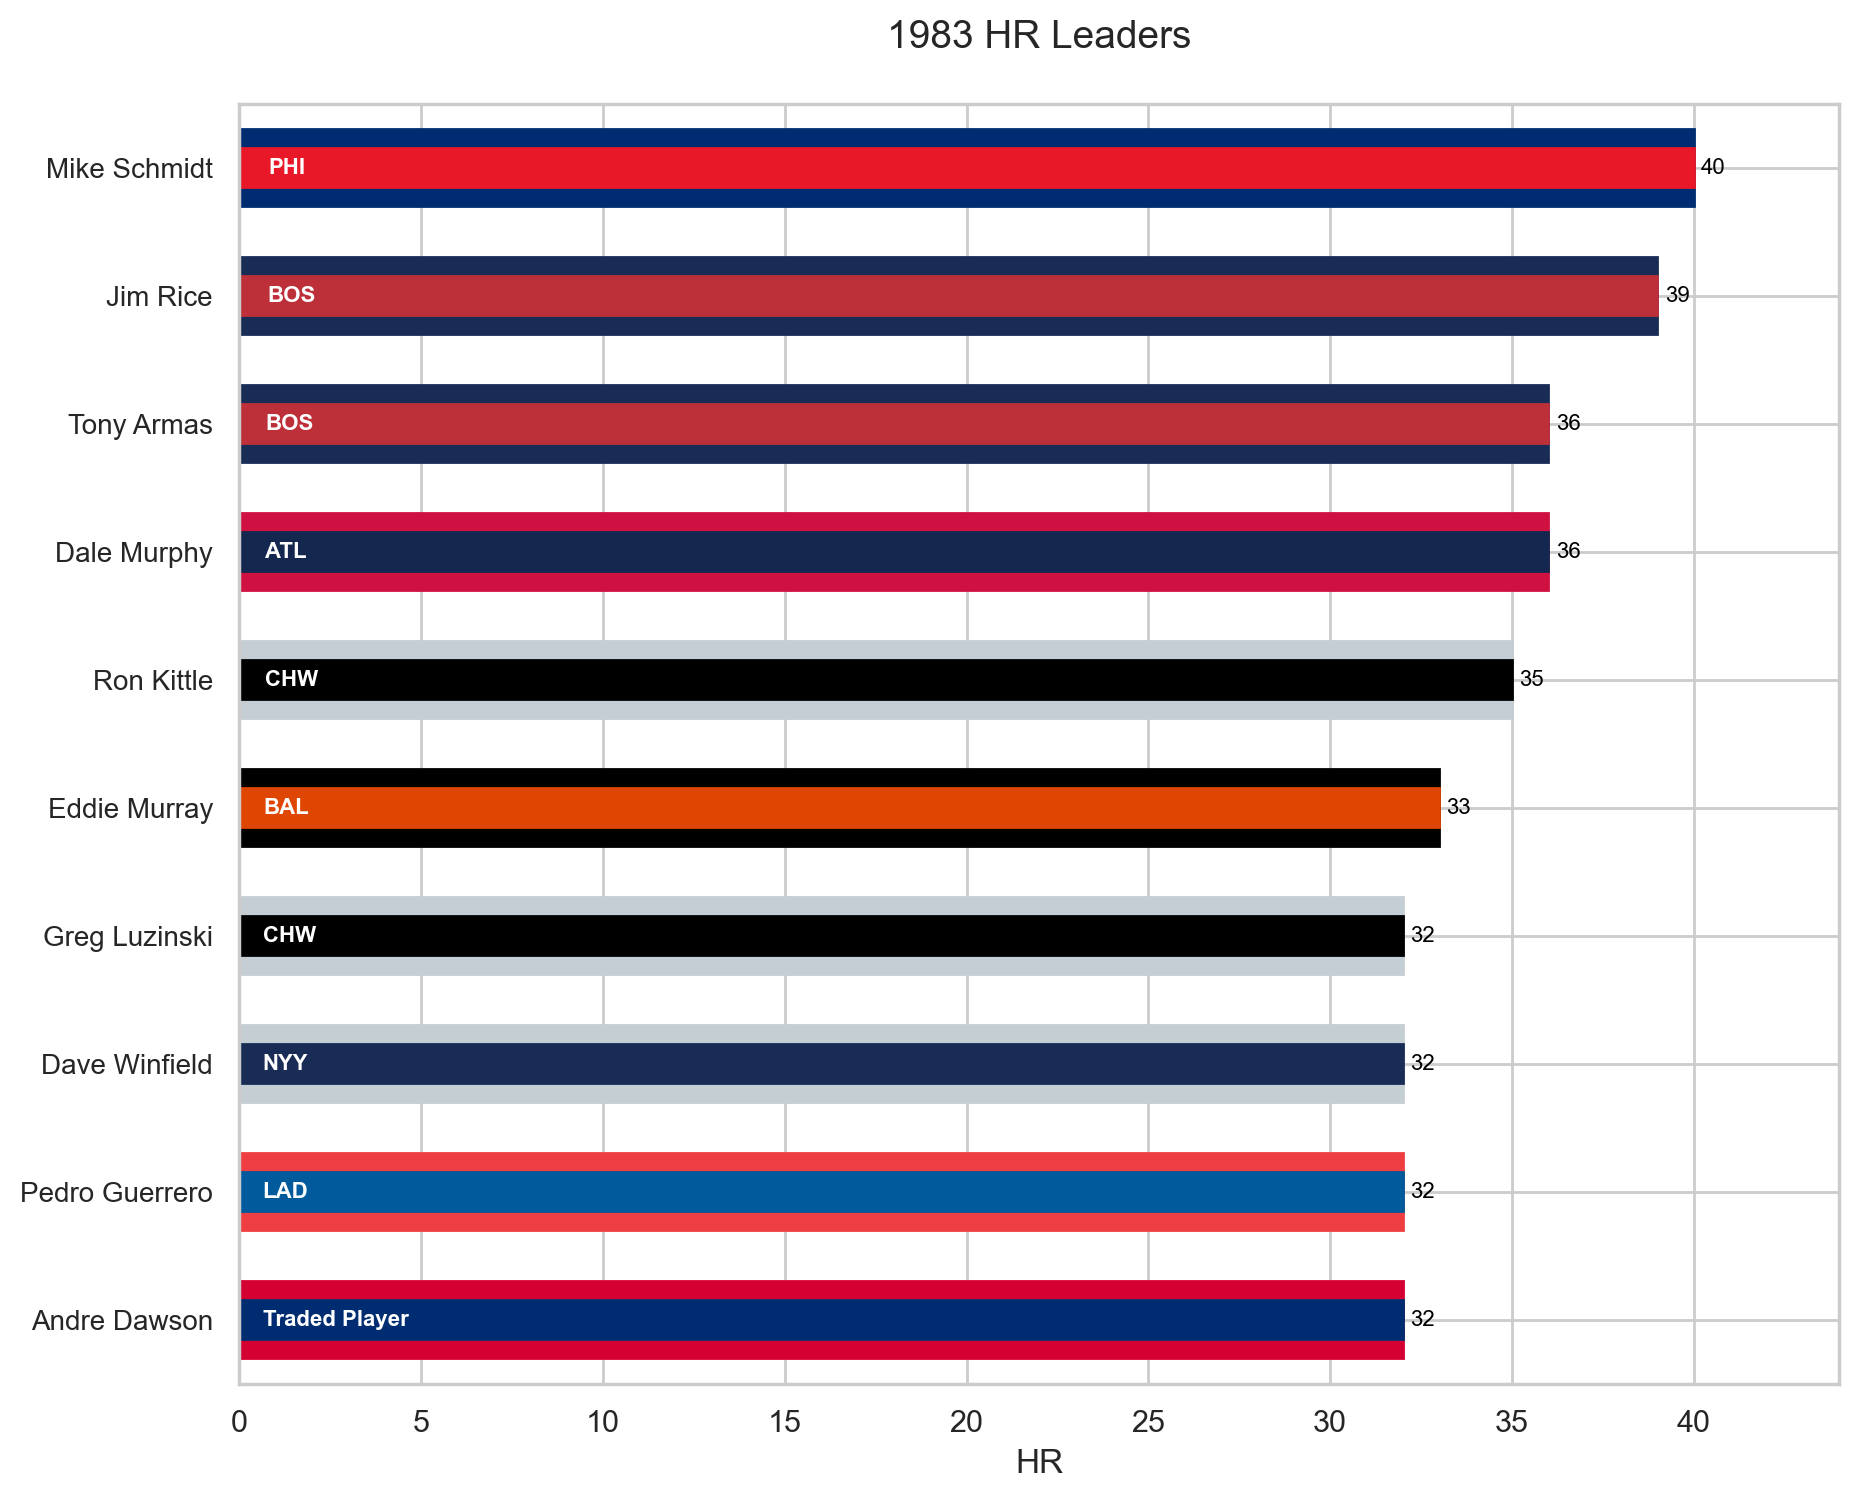 1983 HR Leaders
Mike Schmidt PHI 40
Jim Rice BOS 39
Tony Armas BOS 36
Dale Murphy ATL 36
Ron Kittle CHW 35
Eddie Murray BAL 33
Greg Luzinski CHW 32
Dave Winfield NYY 32
Pedro Guerrero LAD 32
Andre Dawson Traded Player 32
0 5 10 15 20 25 30 35 40
HR